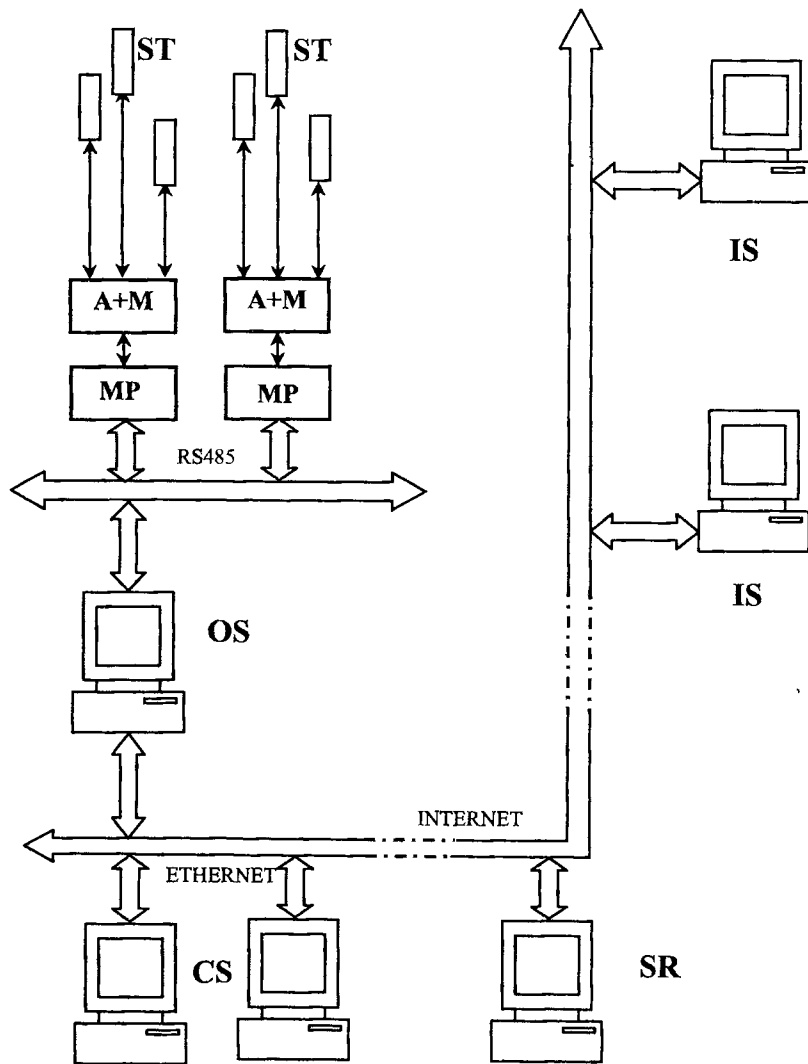 ST
ST
A+M
A+M
MP
MP
RS485
IS
IS
OS
INTERNET
ETHERNET
CS
SR